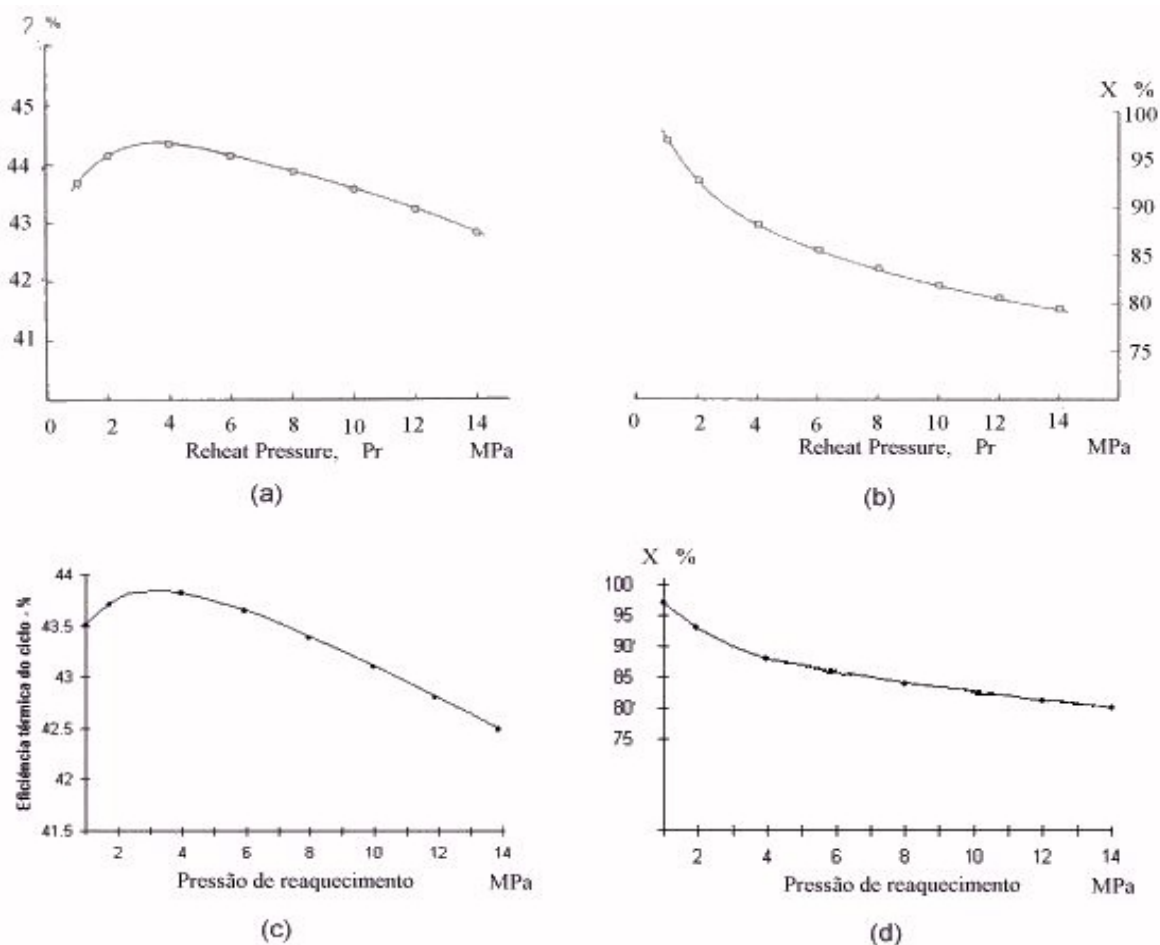 ? %
45
44
43
42
41
0 2 4 6 8 10 12 14
Reheat Pressure, Pr MPa
(a)
X %
100
95
90
85
80
75
0 2 4 6 8 10 12 14
Reheat Pressure, Pr MPa
(b)
Eficiência térmica do ciclo - %
44
43.5
43
42.5
42
41.5
2 4 6 8 10 12 14
Pressão de reaquecimento MPa
(c)
X %
100
95
90'
85
80'
75
2 4 6 8 10 12 14
Pressão de reaquecimento MPa
(d)